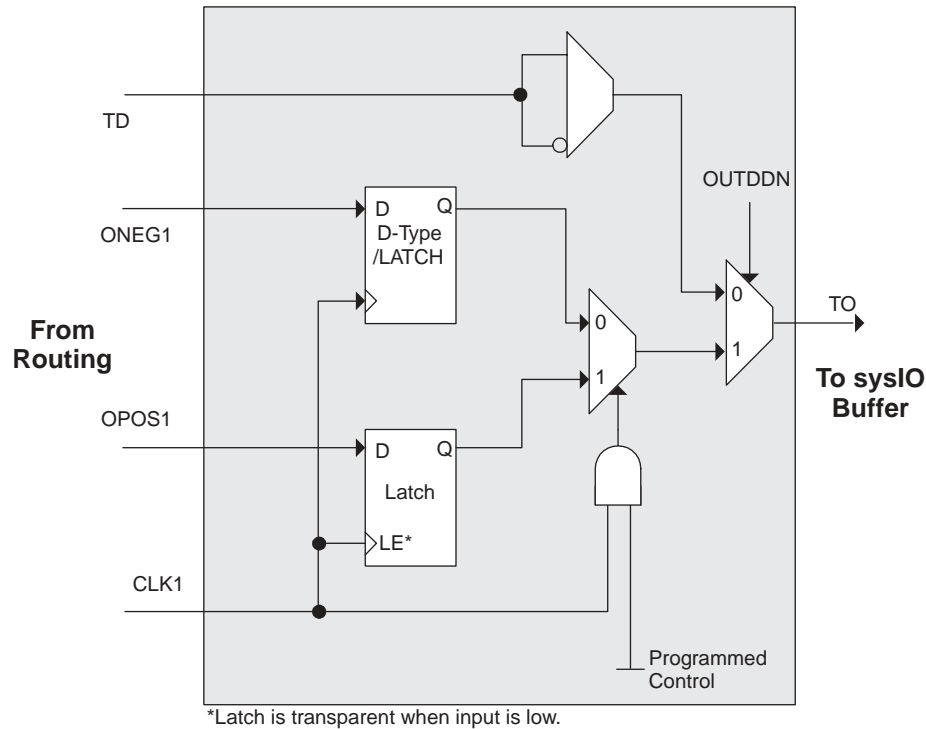 TD
OUTDDN
ONEG1
D
Q
D-Type
/LATCH
0
TO
From
Routing
0
1
1
To sysIO
Buffer
OPOS1
D
Q
Latch
LE*
CLK1
Programmed
Control
*Latch is transparent when input is low.